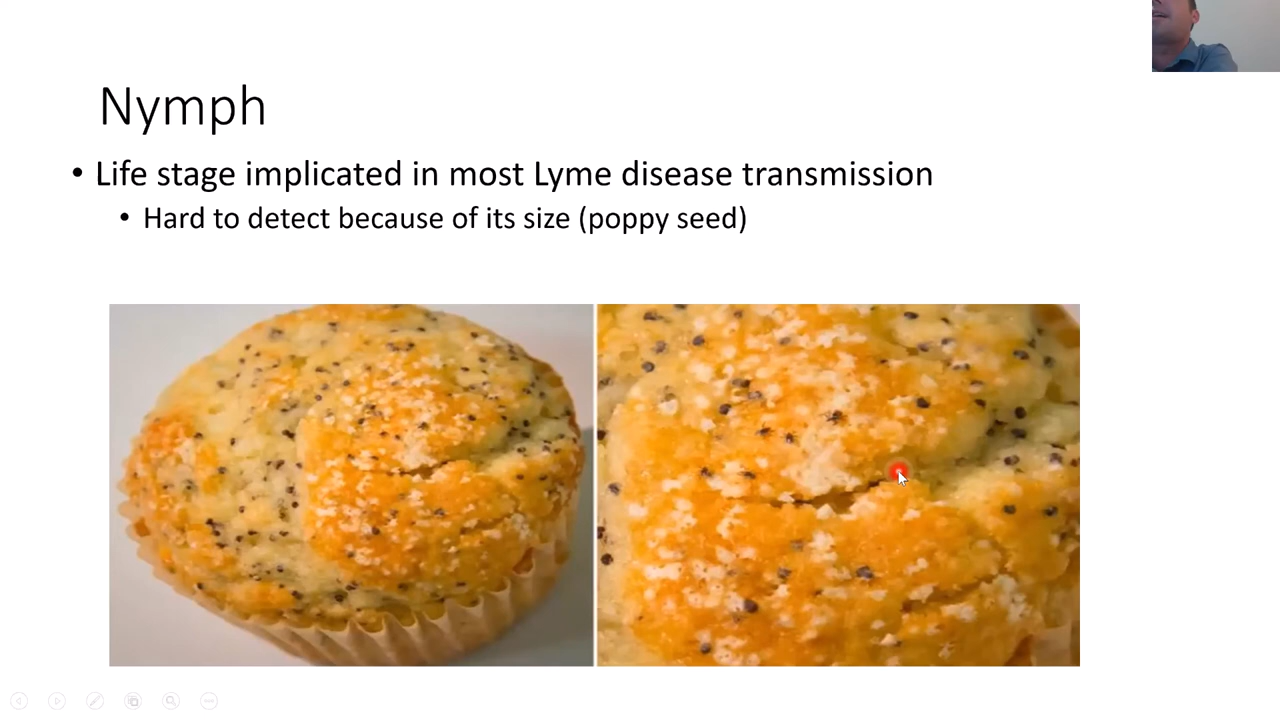 Nymph
• Life stage implicated in most Lyme disease transmission
• Hard to detect because of its size (poppy seed)